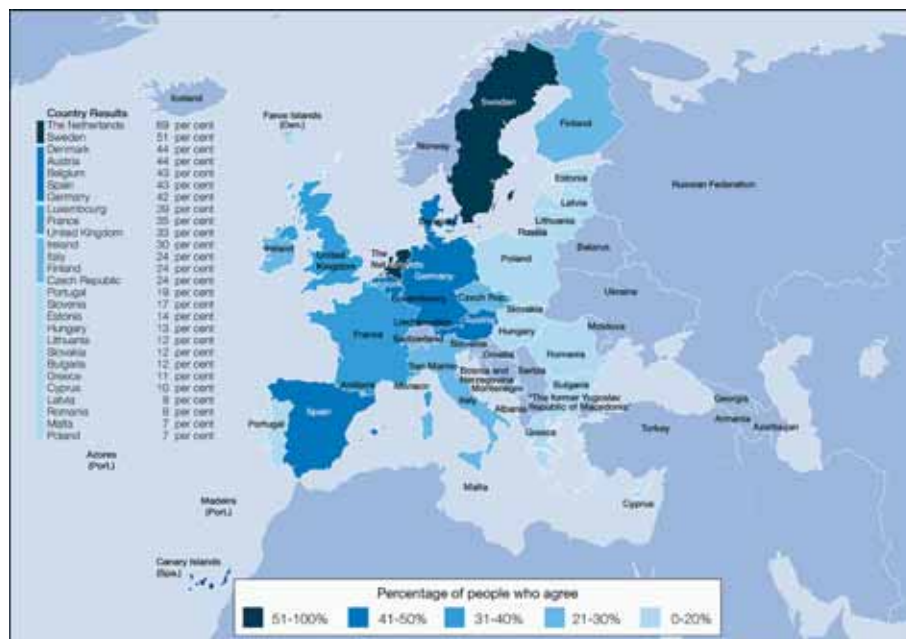 Iceland
Faroe Islands
(Den.)
Country Results
The Netherlands 69 per cent
Sweden 51 per cent
Denmark 44 per cent
Austria 44 per cent
Belgium 43 per cent
Spain 43 per cent
Germany 42 per cent
Luxembourg 39 per cent
France 35 per cent
United Kingdom 33 per cent
Ireland 30 per cent
Italy 24 per cent
Finland 24 per cent
Czech Republic 24 per cent
Portugal 19 per cent
Slovenia 17 per cent
Estonia 14 per cent
Hungary 13 per cent
Lithuania 12 per cent
Slovakia 12 per cent
Bulgaria 12 per cent
Greece 11 per cent
Cyprus 10 per cent
Latvia per cent
Romania per cent
Malta 7 per cent
Poland 7 per cent
Azores
(Port.)
Madeira
(Port.)
Canary Islands
(Spa.)
Sweden
Finland
Norway
Estonia
Latvia
Lithuania
Russia
Russian Federation
Belarus
Poland
Ireland
United
Kingdom
The
Germany
Luxembourg
Czech Rep.
Slovakia
Ukraine
Moldova
Liechtenstein
Switzerland
Hungary
Slovenia
France
Romania
Croatia
San Marino
Bosnia and
Herzegovina
Serbia
Montenegro
Bulgaria
Andorra
Monaco
Italy
Albania
"The former Yugoslav
Republic of Macedonia"
Georgia
Armenia
Azerbaijan
Portugal
Spain
Greece
Turkey
Malta
Cyprus
Percentage of people who agree
51-100%
41-50%
31-40%
21-30%
0-20%